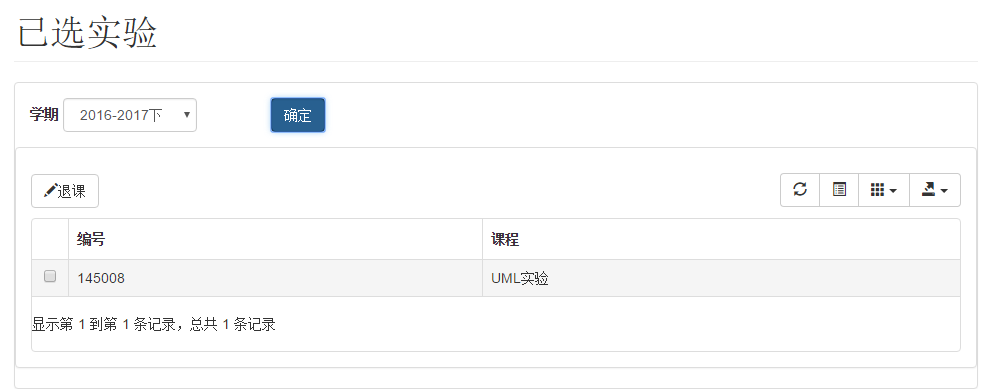 已选实验
学期 2016-2017下 确定
退课
编号 课程
145008 UML实验
显示第 1 到第 1 条记录，总共 1 条记录